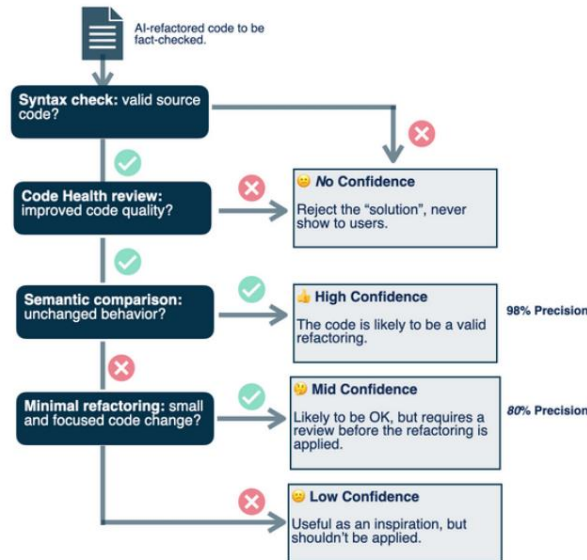 AI-refactored code to be
fact-checked.
Syntax check: valid source
code?
Code Health review:
improved code quality?
😐 No Confidence
Reject the “solution”, never
show to users.
Semantic comparison:
unchanged behavior?
👍 High Confidence
The code is likely to be a valid
refactoring.
98% Precision
Minimal refactoring: small
and focused code change?
🤔 Mid Confidence
Likely to be OK, but requires a
review before the refactoring is
applied.
80% Precision
😕 Low Confidence
Useful as an inspiration, but
shouldn’t be applied.